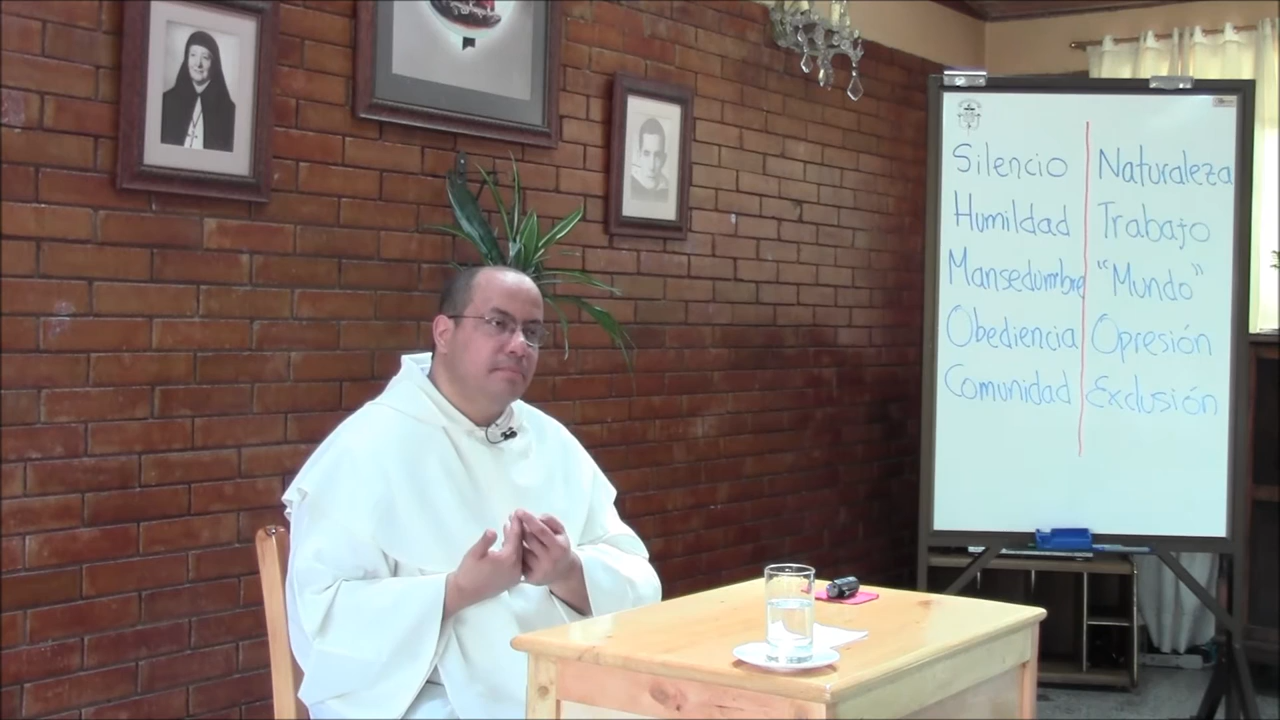 Silencio
Humildad
Mansedumbre
Obediencia
Comunidad
Naturaleza
Trabajo
"Mundo"
Opresión
Exclusión